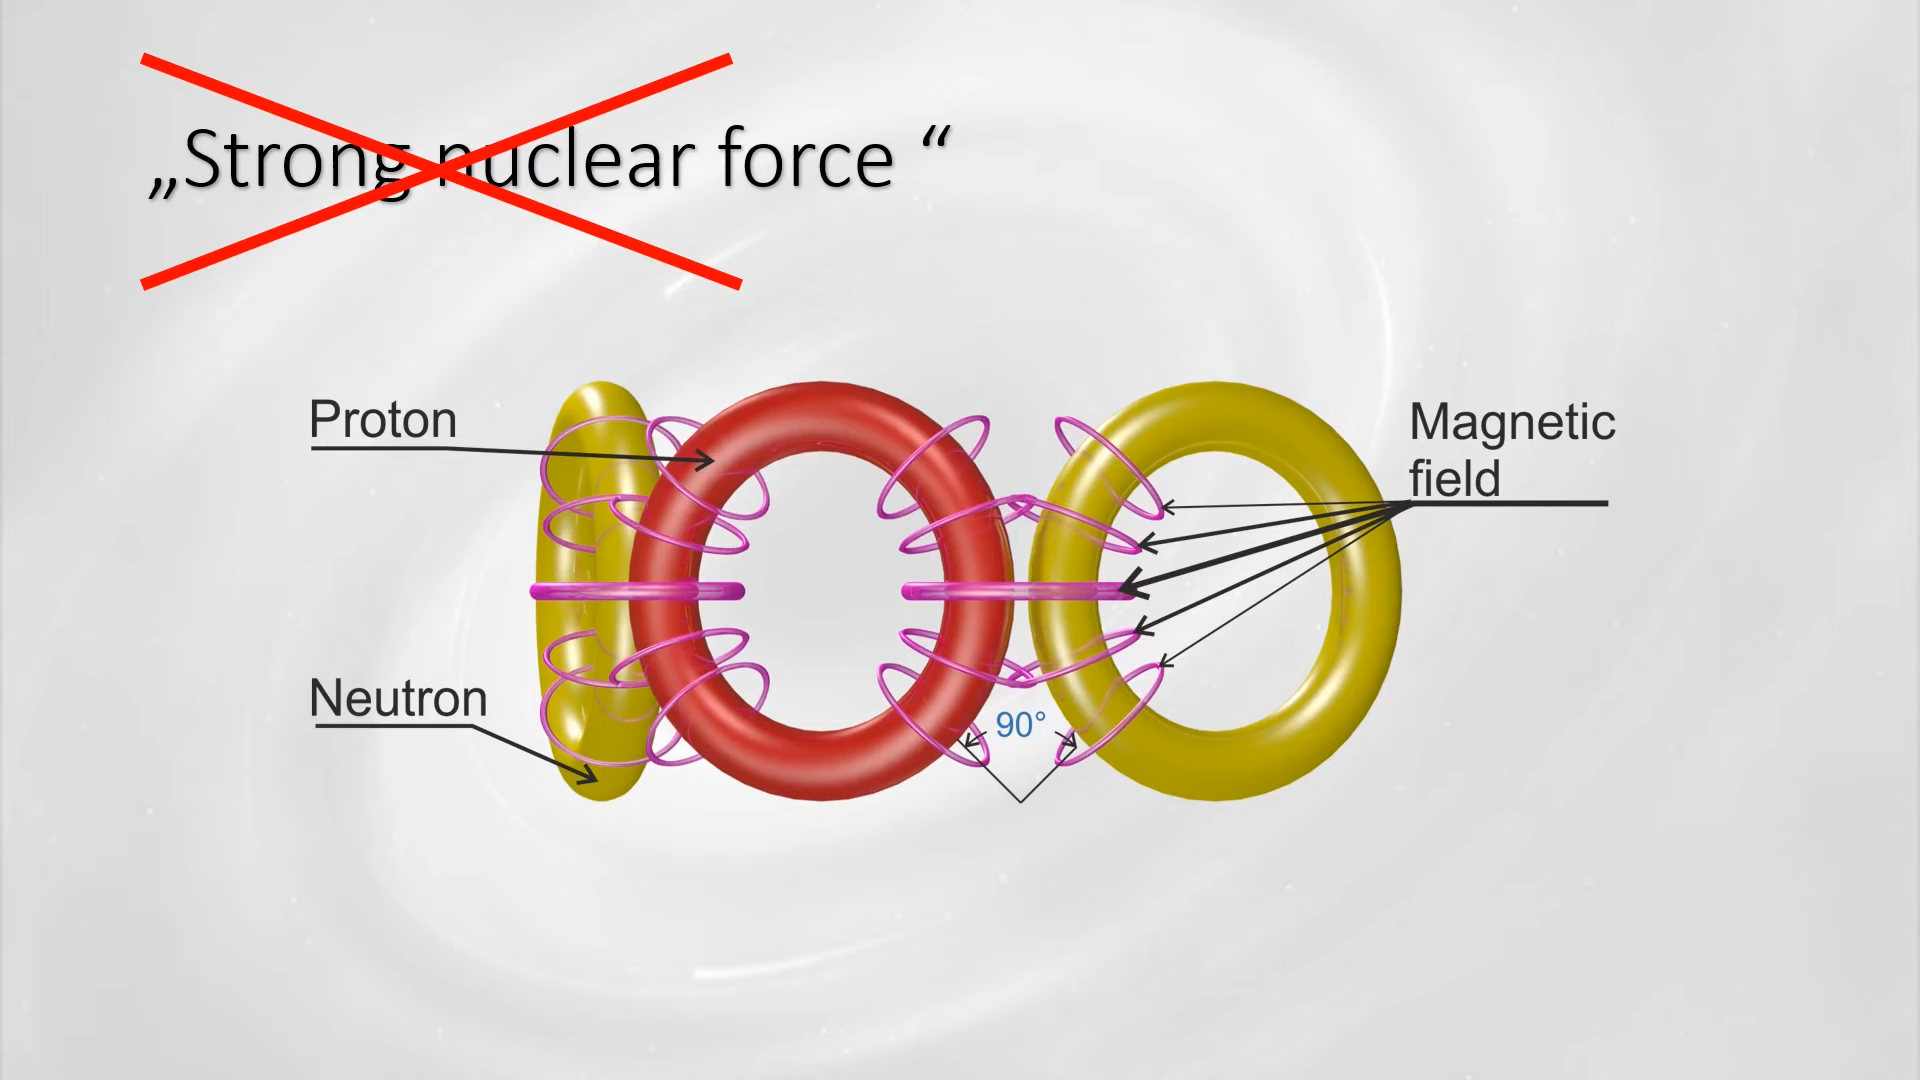 „Strong nuclear force “
Proton
Magnetic
field
Neutron
90°